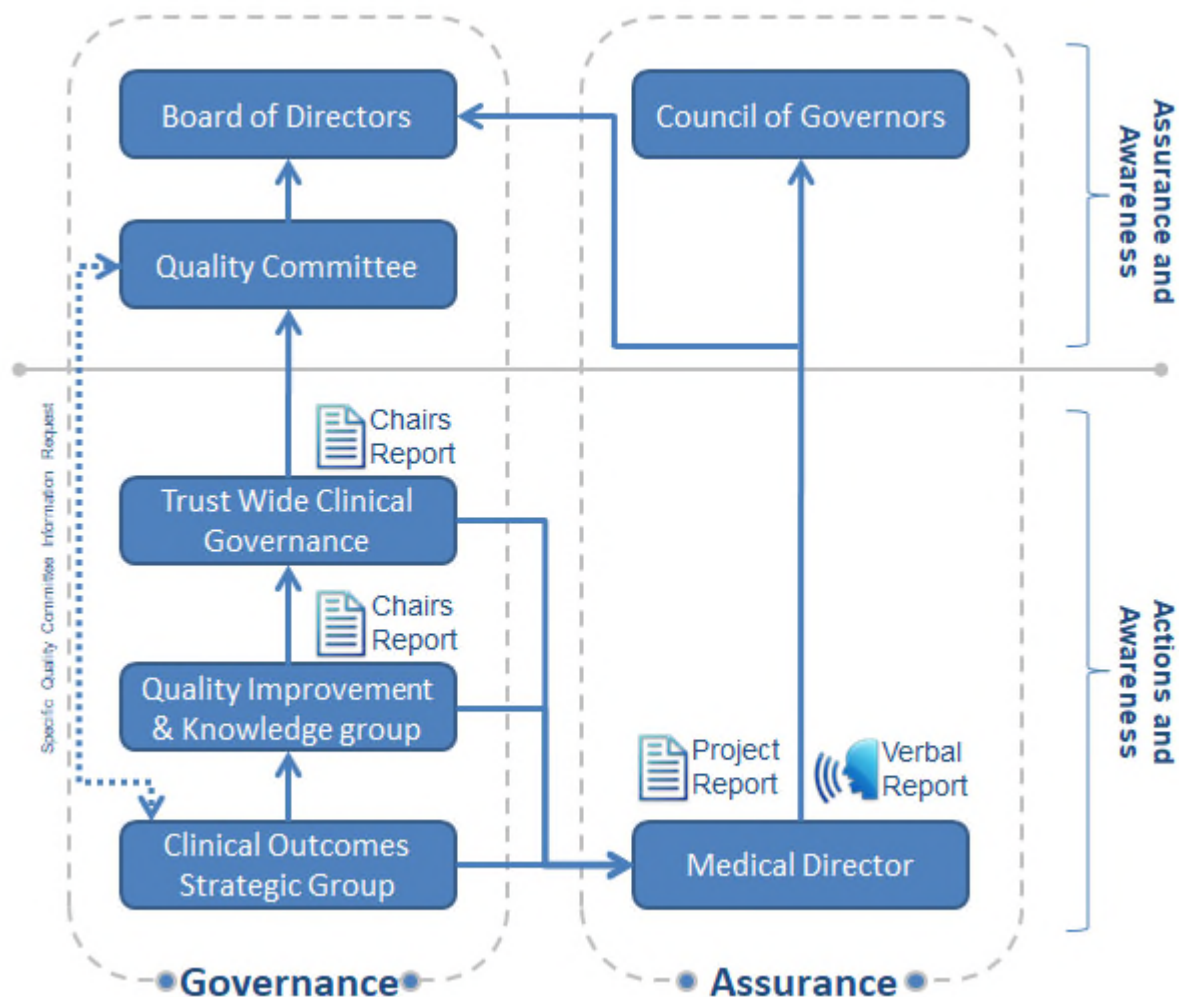 Board of Directors
Council of Governors
Assurance and
Awareness
Quality Committee
Specific Quality Committee Information Request
Chairs
Report
Trust Wide Clinical
Governance
Chairs
Report
Actions and
Awareness
Quality Improvement
& Knowledge group
Project
Report
Verbal
Report
Clinical Outcomes
Strategic Group
Medical Director
Governance
Assurance